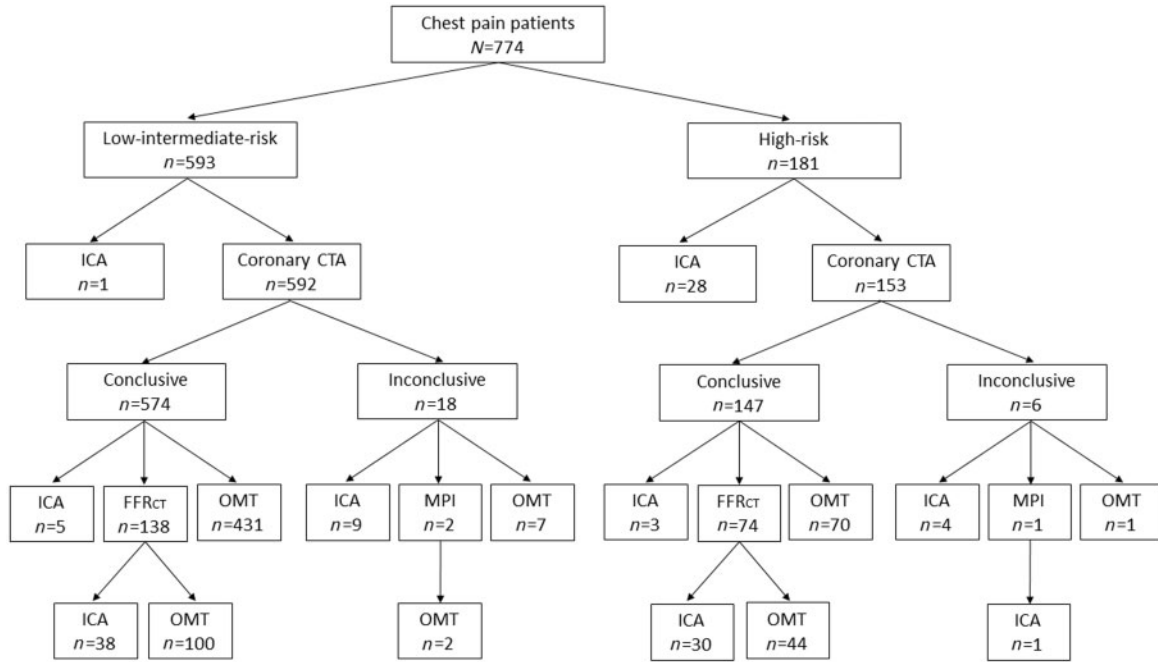 Chest pain patients
N=774
Low-intermediate-risk
n=593
High-risk
n=181
ICA
n=1
Coronary CTA
n=592
ICA
n=28
Coronary CTA
n=153
Conclusive
n=574
Inconclusive
n=18
Conclusive
n=147
Inconclusive
n=6
ICA
n=5
FFRCT
n=138
OMT
n=431
ICA
n=9
MPI
n=2
OMT
n=7
ICA
n=3
FFRCT
n=74
OMT
n=70
ICA
n=4
MPI
n=1
OMT
n=1
ICA
n=38
OMT
n=100
OMT
n=2
ICA
n=30
OMT
n=44
ICA
n=1